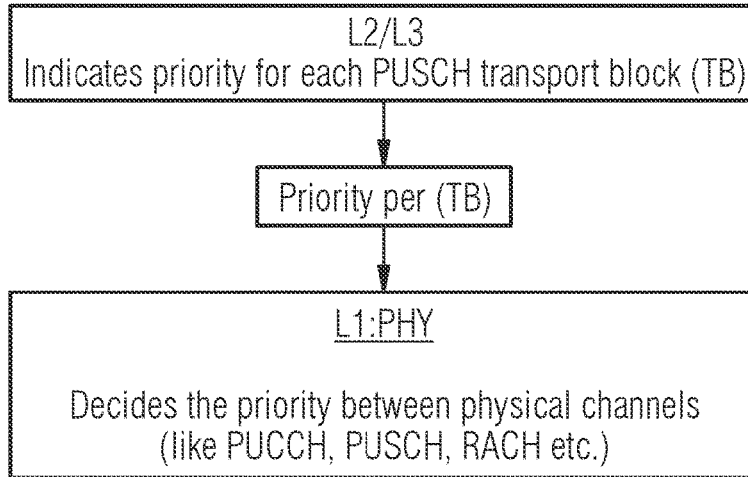 L2/L3
Indicates priority for each PUSCH transport block (TB)
Priority per (TB)
L1:PHY
Decides the priority between physical channels
(like PUCCH, PUSCH, RACH etc.)